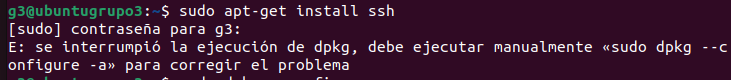 g3@ubuntugrupo3:~$ sudo apt-get install ssh
[sudo] contraseña para g3:
E: se interrumpió la ejecución de dpkg, debe ejecutar manualmente «sudo dpkg --c
onfigure -a» para corregir el problema